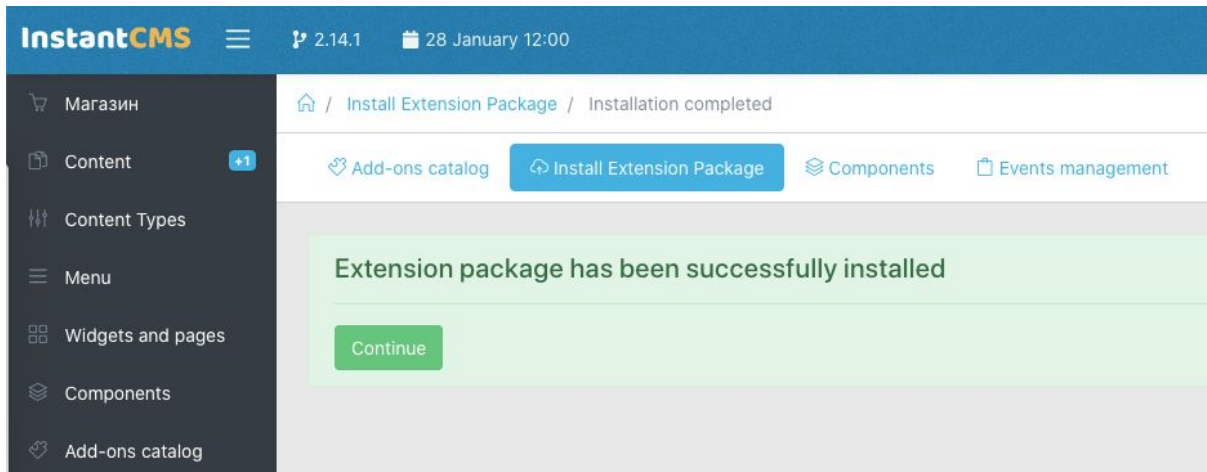 InstantCMS 2.14.1 28 January 12:00
Магазин
Content +1
Content Types
Menu
Widgets and pages
Components
Add-ons catalog
/ Install Extension Package / Installation completed
Add-ons catalog Install Extension Package Components Events management
Extension package has been successfully installed
Continue